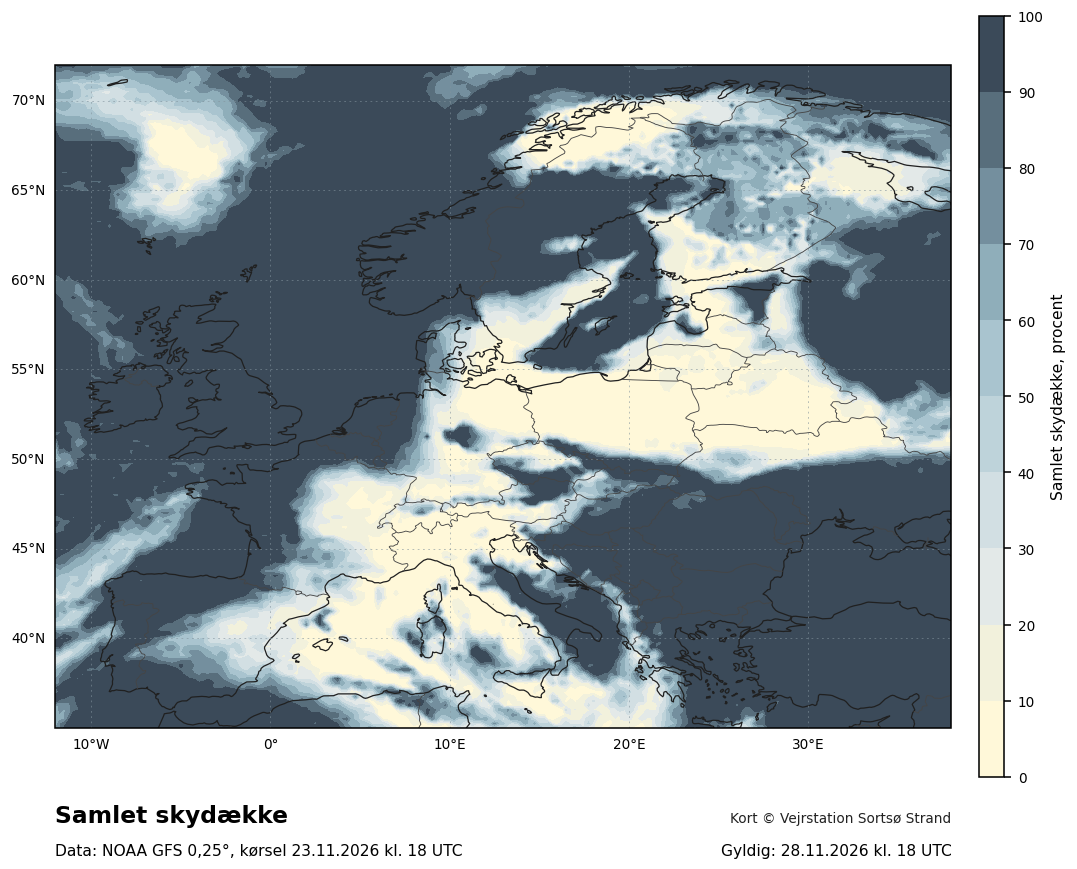 100
90
80
70
60
50
40
30
20
10
0
Samlet skydække, procent
70°N
65°N
60°N
55°N
50°N
45°N
40°N
10°W
0°
10°E
20°E
30°E
Samlet skydække
Kort © Vejrstation Sortsø Strand
Data: NOAA GFS 0,25°, kørsel 23.11.2026 kl. 18 UTC
Gyldig: 28.11.2026 kl. 18 UTC